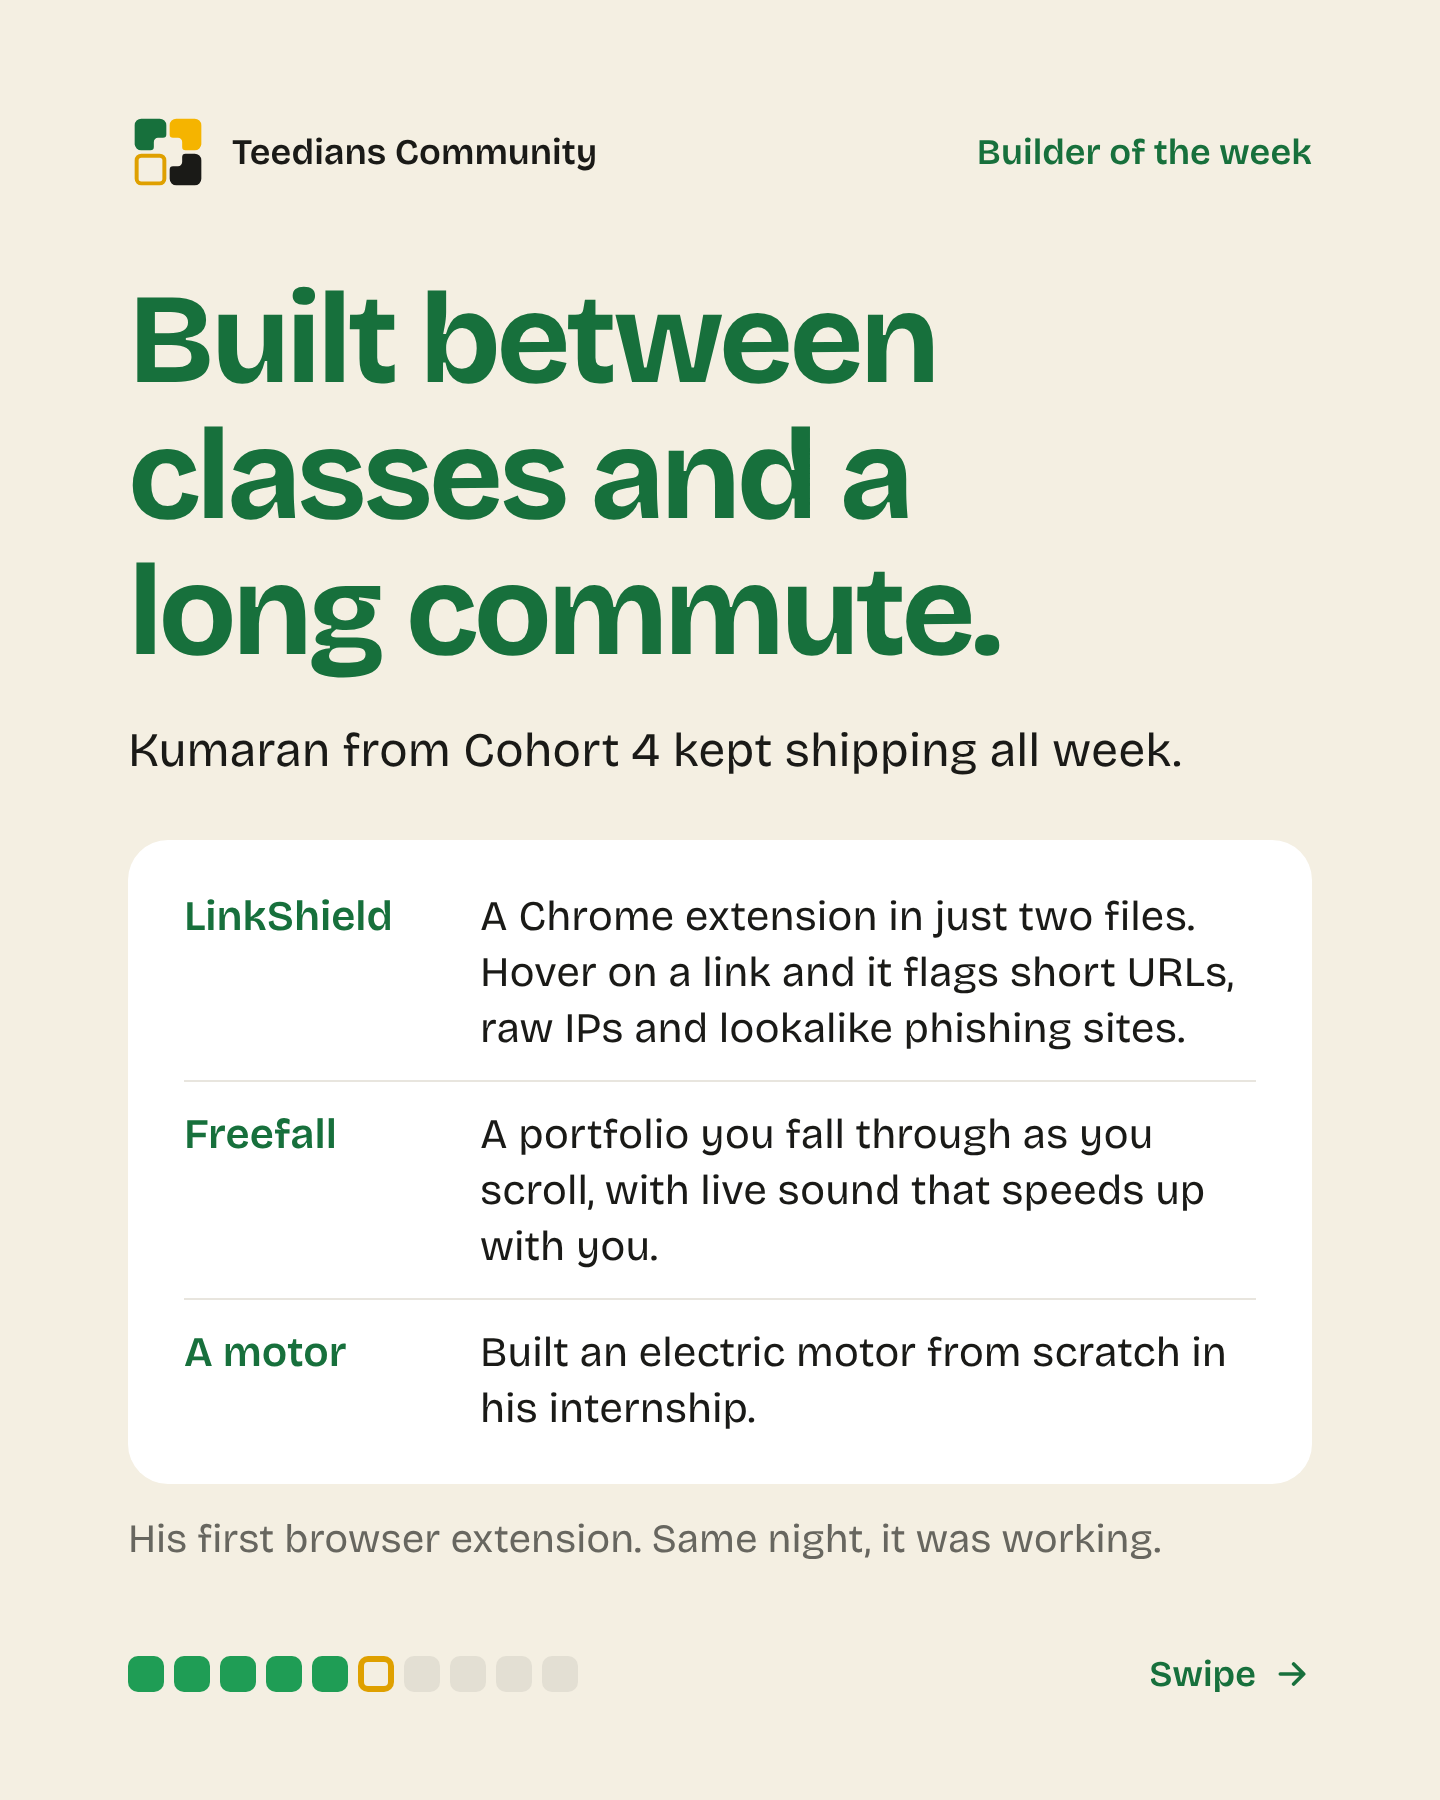 Teedians Community
Builder of the week
Built between
classes and a
long commute.
Kumaran from Cohort 4 kept shipping all week.
LinkShield
A Chrome extension in just two files.
Hover on a link and it flags short URLs,
raw IPs and lookalike phishing sites.
Freefall
A portfolio you fall through as you
scroll, with live sound that speeds up
with you.
A motor
Built an electric motor from scratch in
his internship.
His first browser extension. Same night, it was working.
Swipe →